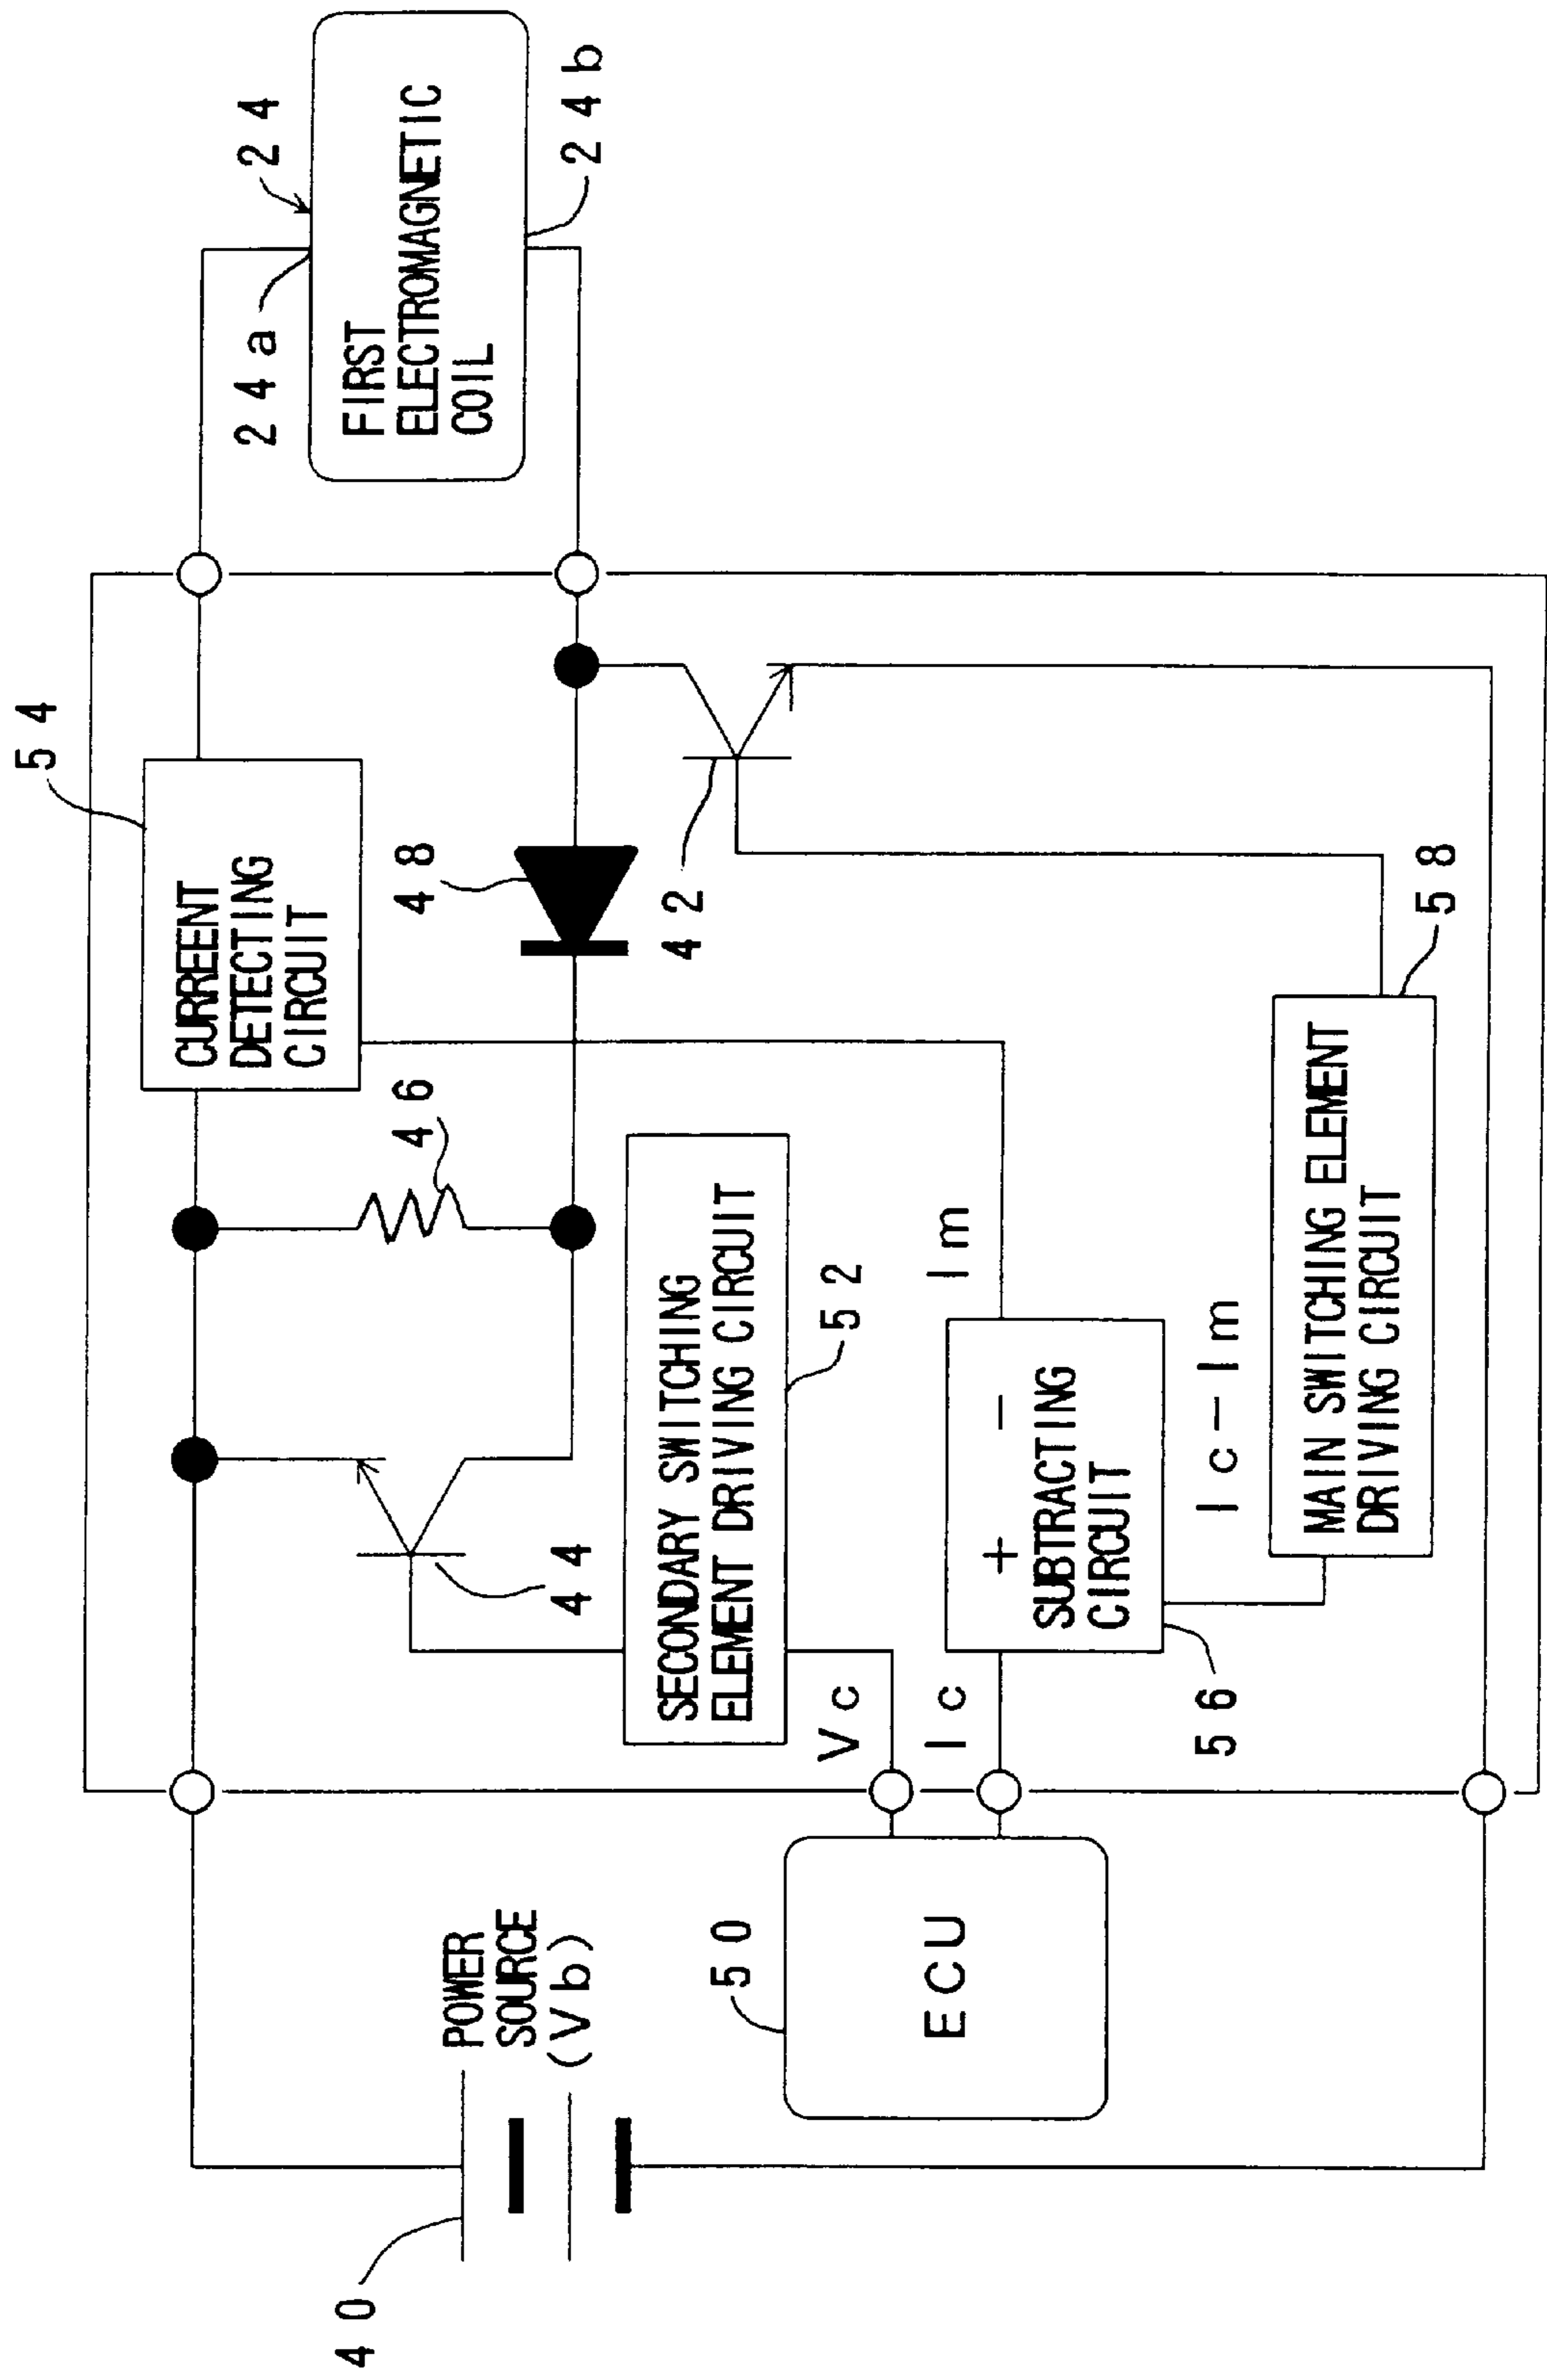 54
24
24a
24b
FIRST
ELECTROMAGNETIC
COIL
CURREENT
DETECTING
CIRCUIT
46
48
42
44
SECONDARY SWITCHING
ELEMENT DRIVING CIRCUIT
52
POWER
SOURCE
(Vb)
40
50
ECU
Vc
Ic
Im
+ -
SUBTRACTING
CIRCUIT
56
Ic-Im
MAIN SWITCHING ELEMENT
DRIVING CIRCUIT
58